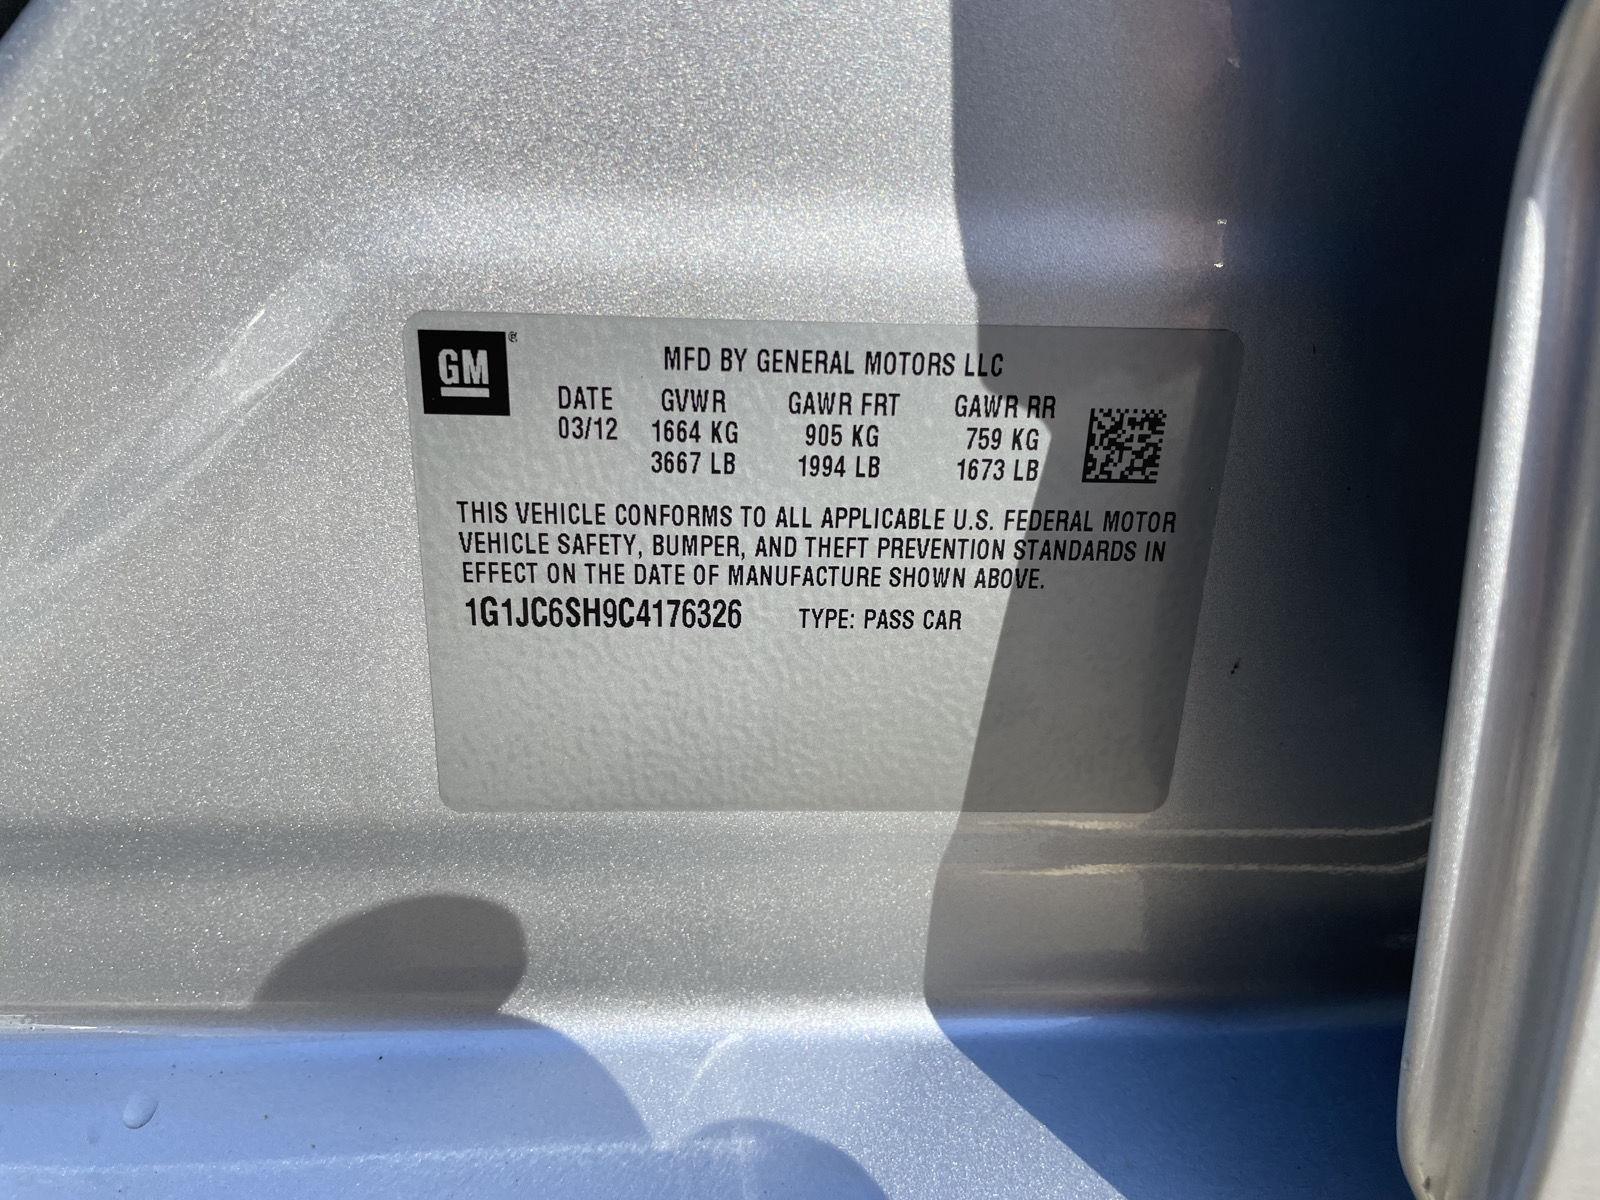 GM®
MFD BY GENERAL MOTORS LLC
DATE GVWR GAWR FRT GAWR RR
03/12 1664 KG 905 KG 759 KG
3667 LB 1994 LB 1673 LB
THIS VEHICLE CONFORMS TO ALL APPLICABLE U.S. FEDERAL MOTOR
VEHICLE SAFETY, BUMPER, AND THEFT PREVENTION STANDARDS IN
EFFECT ON THE DATE OF MANUFACTURE SHOWN ABOVE.
1G1JC6SH9C4176326 TYPE: PASS CAR